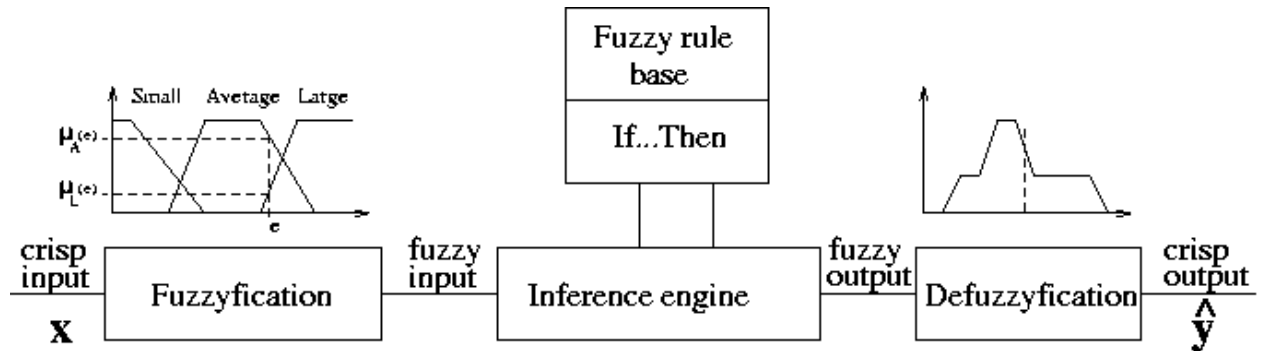 Fuzzy rule
base
If...Then
Small Avetage Latge
μA(e)
μL(e)
e
crisp
input
x
Fuzzyfication
fuzzy
input
Inference engine
fuzzy
output
Defuzzyfication
crisp
output
ŷ